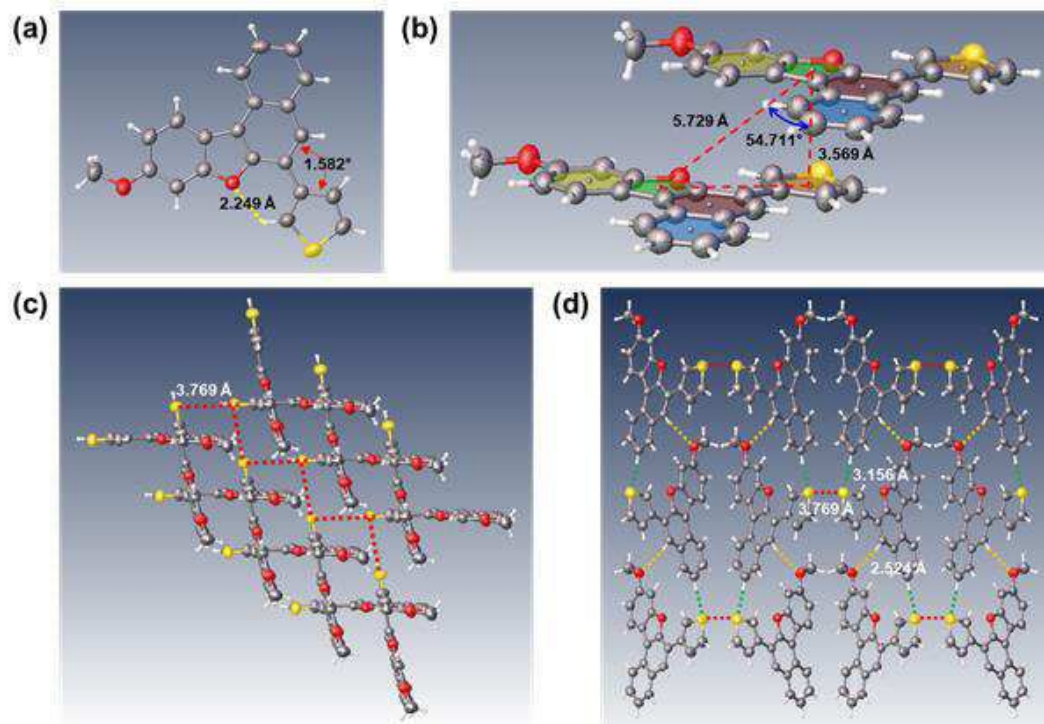 (a)
1.582°
2.249 Å
(b)
5.729 Å
54.711°
3.569 Å
(c)
3.769 Å
(d)
3.156 Å
3.769 Å
2.524 Å